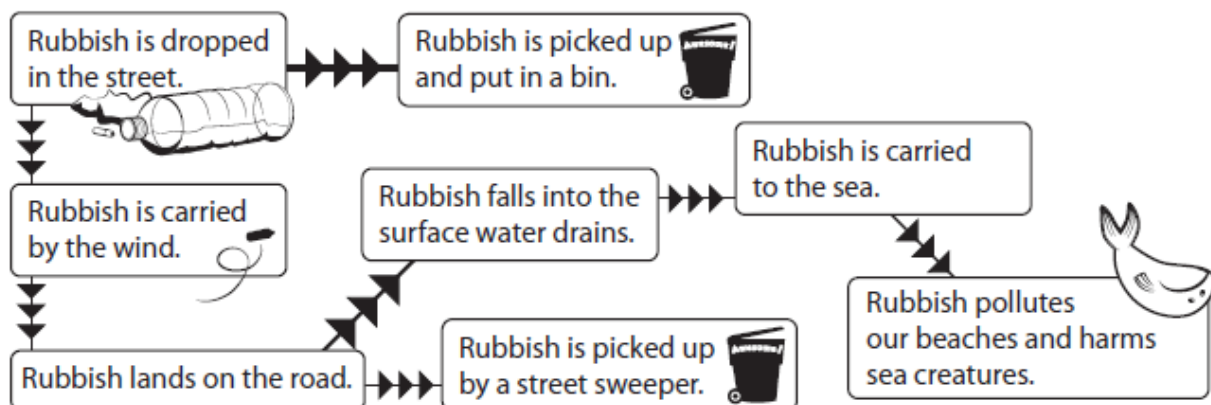 Rubbish is dropped
in the street.
Rubbish is picked up
and put in a bin.
Awesome!
Rubbish is carried
by the wind.
Rubbish lands on the road.
Rubbish falls into the
surface water drains.
Rubbish is picked up
by a street sweeper.
Awesome!
Rubbish is carried
to the sea.
Rubbish pollutes
our beaches and harms
sea creatures.